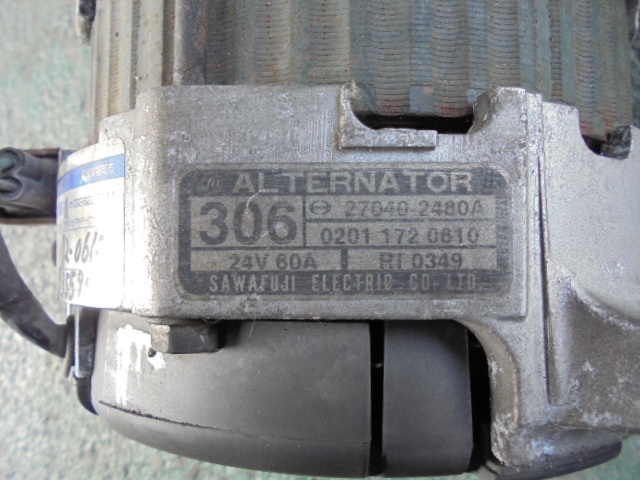 ALTERNATOR
306
27040-2480A
0201 172 0610
24V 60A
RI 0349
SAWAFUJI ELECTRIC CO. LTD.